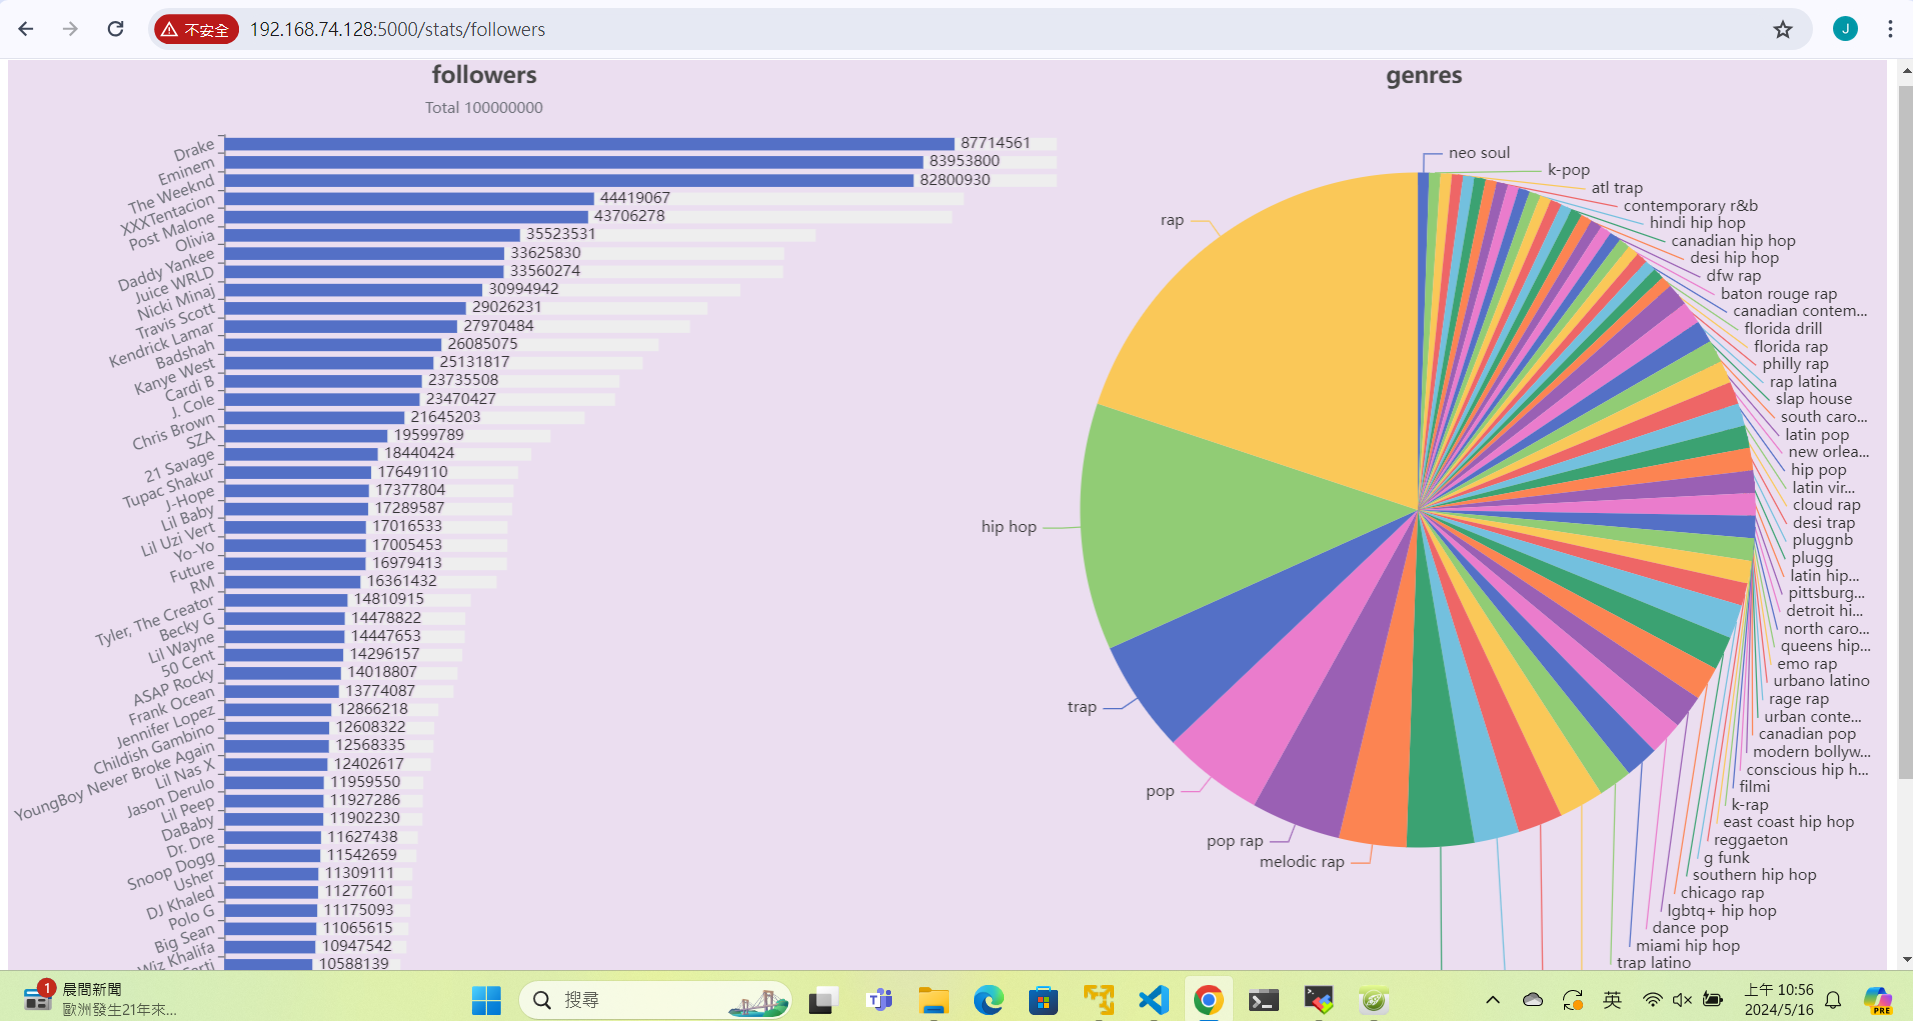 不安全
192.168.74.128:5000/stats/followers
J
followers
Total 100000000
Drake 87714561
Eminem 83953800
The Weeknd 82800930
XXXTentacion 44419067
Post Malone 43706278
Olivia 35523531
Daddy Yankee 33625830
Juice WRLD 33560274
Nicki Minaj 30994942
Travis Scott 29026231
Kendrick Lamar 27970484
Badshah 26085075
Kanye West 25131817
Cardi B 23735508
J. Cole 23470427
Chris Brown 21645203
SZA 19599789
21 Savage 18440424
Tupac Shakur 17649110
J-Hope 17377804
Lil Baby 17289587
Lil Uzi Vert 17016533
Yo-Yo 17005453
Future 16979413
RM 16361432
Tyler, The Creator 14810915
Becky G 14478822
Lil Wayne 14447653
50 Cent 14296157
ASAP Rocky 14018807
Frank Ocean 13774087
Jennifer Lopez 12866218
Childish Gambino 12608322
YoungBoy Never Broke Again 12568335
Lil Nas X 12402617
Jason Derulo 11959550
Lil Peep 11927286
DaBaby 11902230
Dr. Dre 11627438
Snoop Dogg 11542659
Usher 11309111
DJ Khaled 11277601
Polo G 11175093
Big Sean 11065615
Wiz Khalifa 10947542
10588139
genres
neo soul
k-pop
atl trap
contemporary r&b
hindi hip hop
canadian hip hop
desi hip hop
dfw rap
baton rouge rap
canadian contem...
florida drill
florida rap
philly rap
rap latina
slap house
south caro...
latin pop
new orlea...
hip pop
latin vir...
cloud rap
desi trap
pluggnb
plugg
latin hip...
pittsburg...
detroit hi...
north caro...
queens hip...
emo rap
urbano latino
rage rap
urban conte...
canadian pop
modern bollyw...
conscious hip h...
filmi
k-rap
east coast hip hop
reggaeton
g funk
southern hip hop
chicago rap
lgbtq+ hip hop
dance pop
miami hip hop
trap latino
melodic rap
pop rap
pop
trap
hip hop
rap
1
晨間新聞
歐洲發生21年來...
搜尋
英
上午 10:56
2024/5/16
PRE